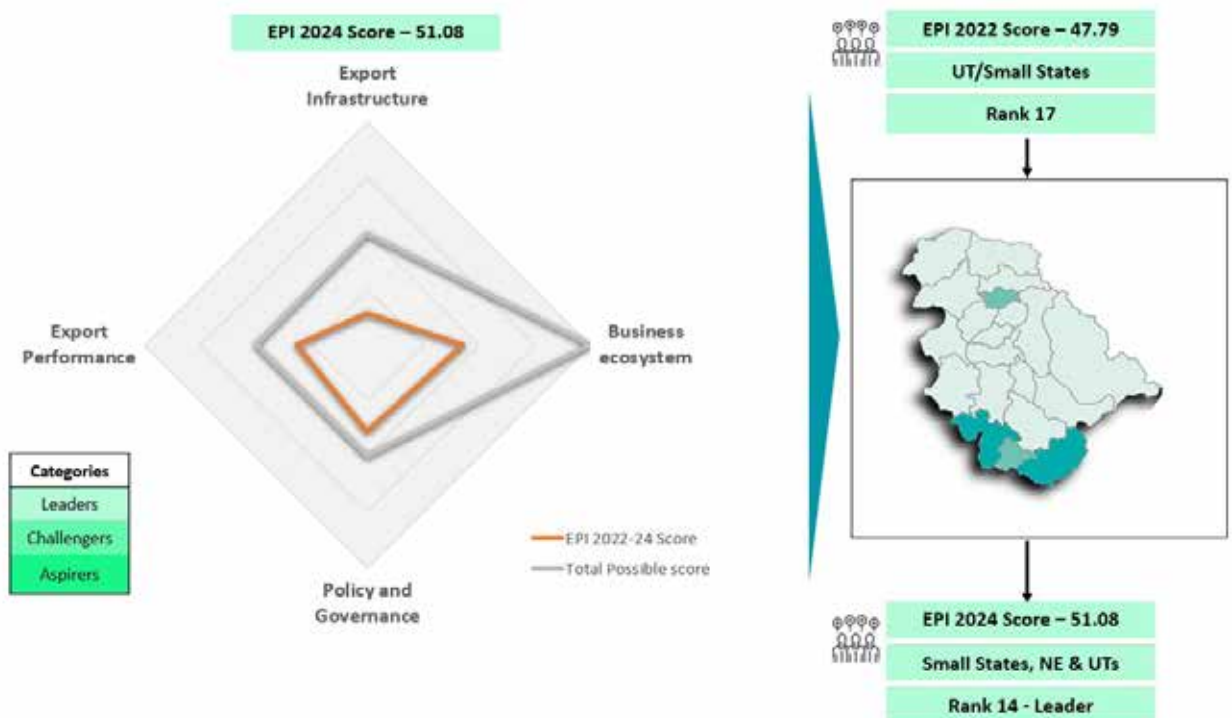 EPI 2024 Score – 51.08
Export
Infrastructure
Export
Performance
Business
ecosystem
Policy and
Governance
Categories
Leaders
Challengers
Aspirers
EPI 2022-24 Score
Total Possible score
EPI 2022 Score – 47.79
UT/Small States
Rank 17
EPI 2024 Score – 51.08
Small States, NE & UTs
Rank 14 - Leader